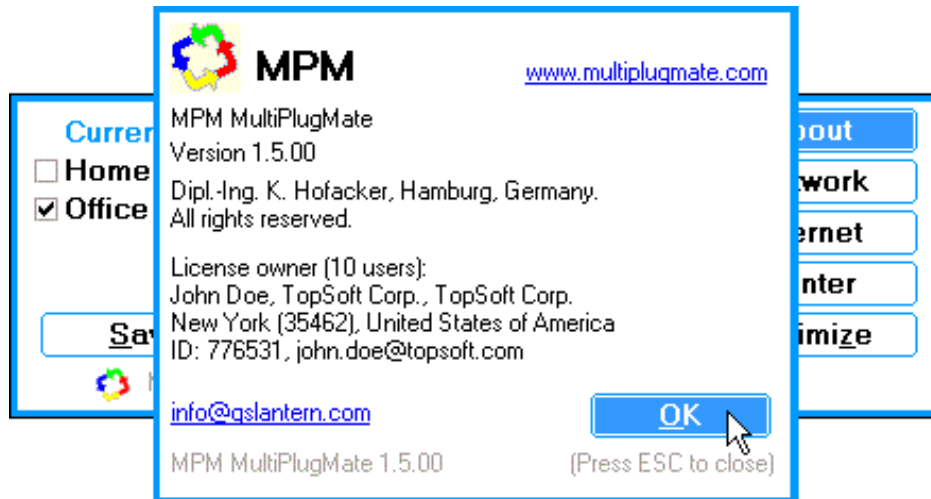 MPM
www.multiplugmate.com
MPM MultiPlugMate
Version 1.5.00
Dipl.-Ing. K. Hofacker, Hamburg, Germany.
All rights reserved.
License owner (10 users):
John Doe, TopSoft Corp., TopSoft Corp.
New York (35462), United States of America
ID: 776531, john.doe@topsoft.com
info@qslantern.com
OK
MPM MultiPlugMate 1.5.00
(Press ESC to close)
Curren
Home
Office
Sav
bout
work
ernet
nter
imize